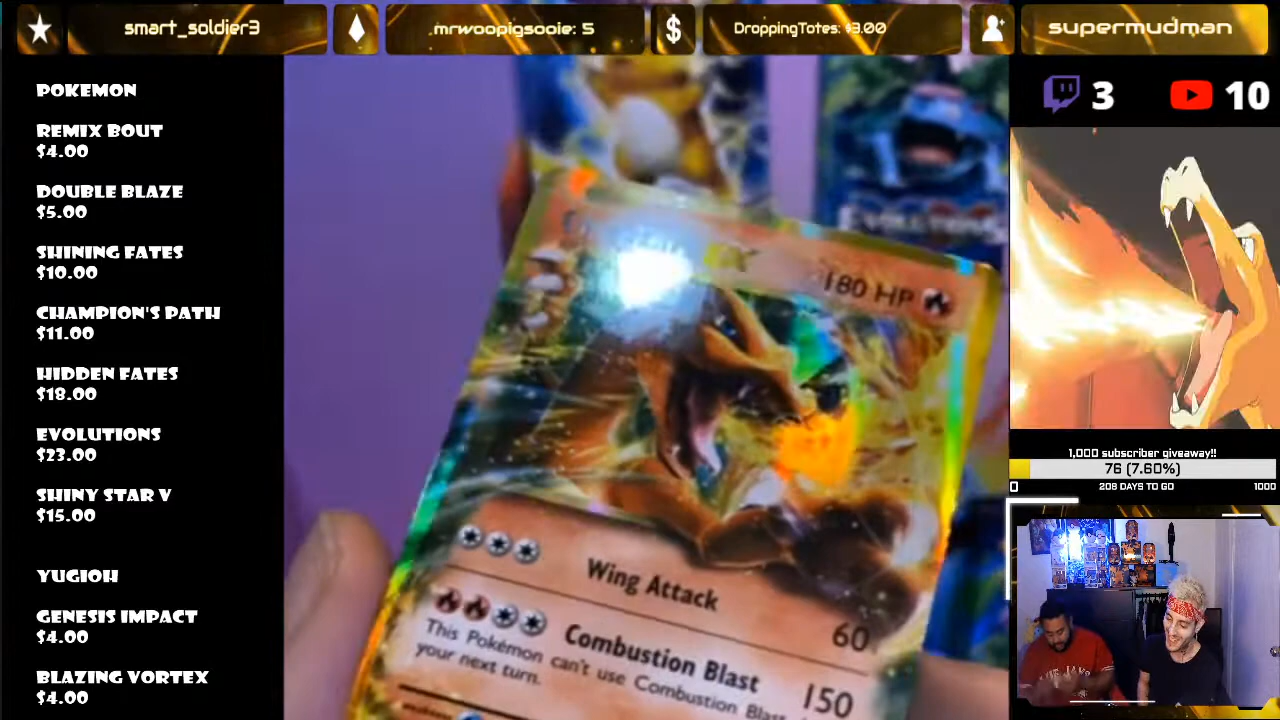 smart_soldier3
mrwoopigsooie: 5
$
DroppingTotes: $3.00
supermudman
3
10
POKEMON
REMIX BOUT
$4.00
DOUBLE BLAZE
$5.00
SHINING FATES
$10.00
CHAMPION'S PATH
$11.00
HIDDEN FATES
$18.00
EVOLUTIONS
$23.00
SHINY STAR V
$15.00
YUGIOH
GENESIS IMPACT
$4.00
BLAZING VORTEX
$4.00
EVOLUTIONS
EX
180 HP
Wing Attack
60
Combustion Blast
150
This Pokémon can't use Combustion Blast
your next turn.
1,000 subscriber giveaway!!
76 (7.60%)
0
208 DAYS TO GO
1000